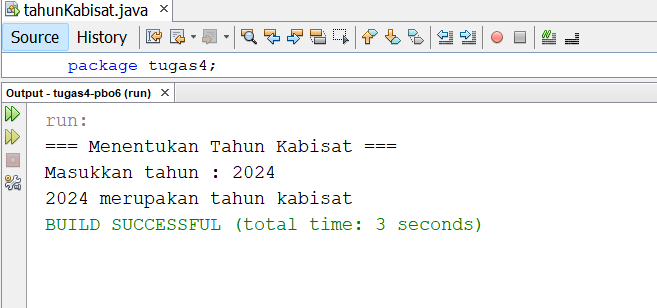 tahunKabisat.java
Source History
package tugas4;
Output - tugas4-pbo6 (run)
run:
=== Menentukan Tahun Kabisat ===
Masukkan tahun : 2024
2024 merupakan tahun kabisat
BUILD SUCCESSFUL (total time: 3 seconds)